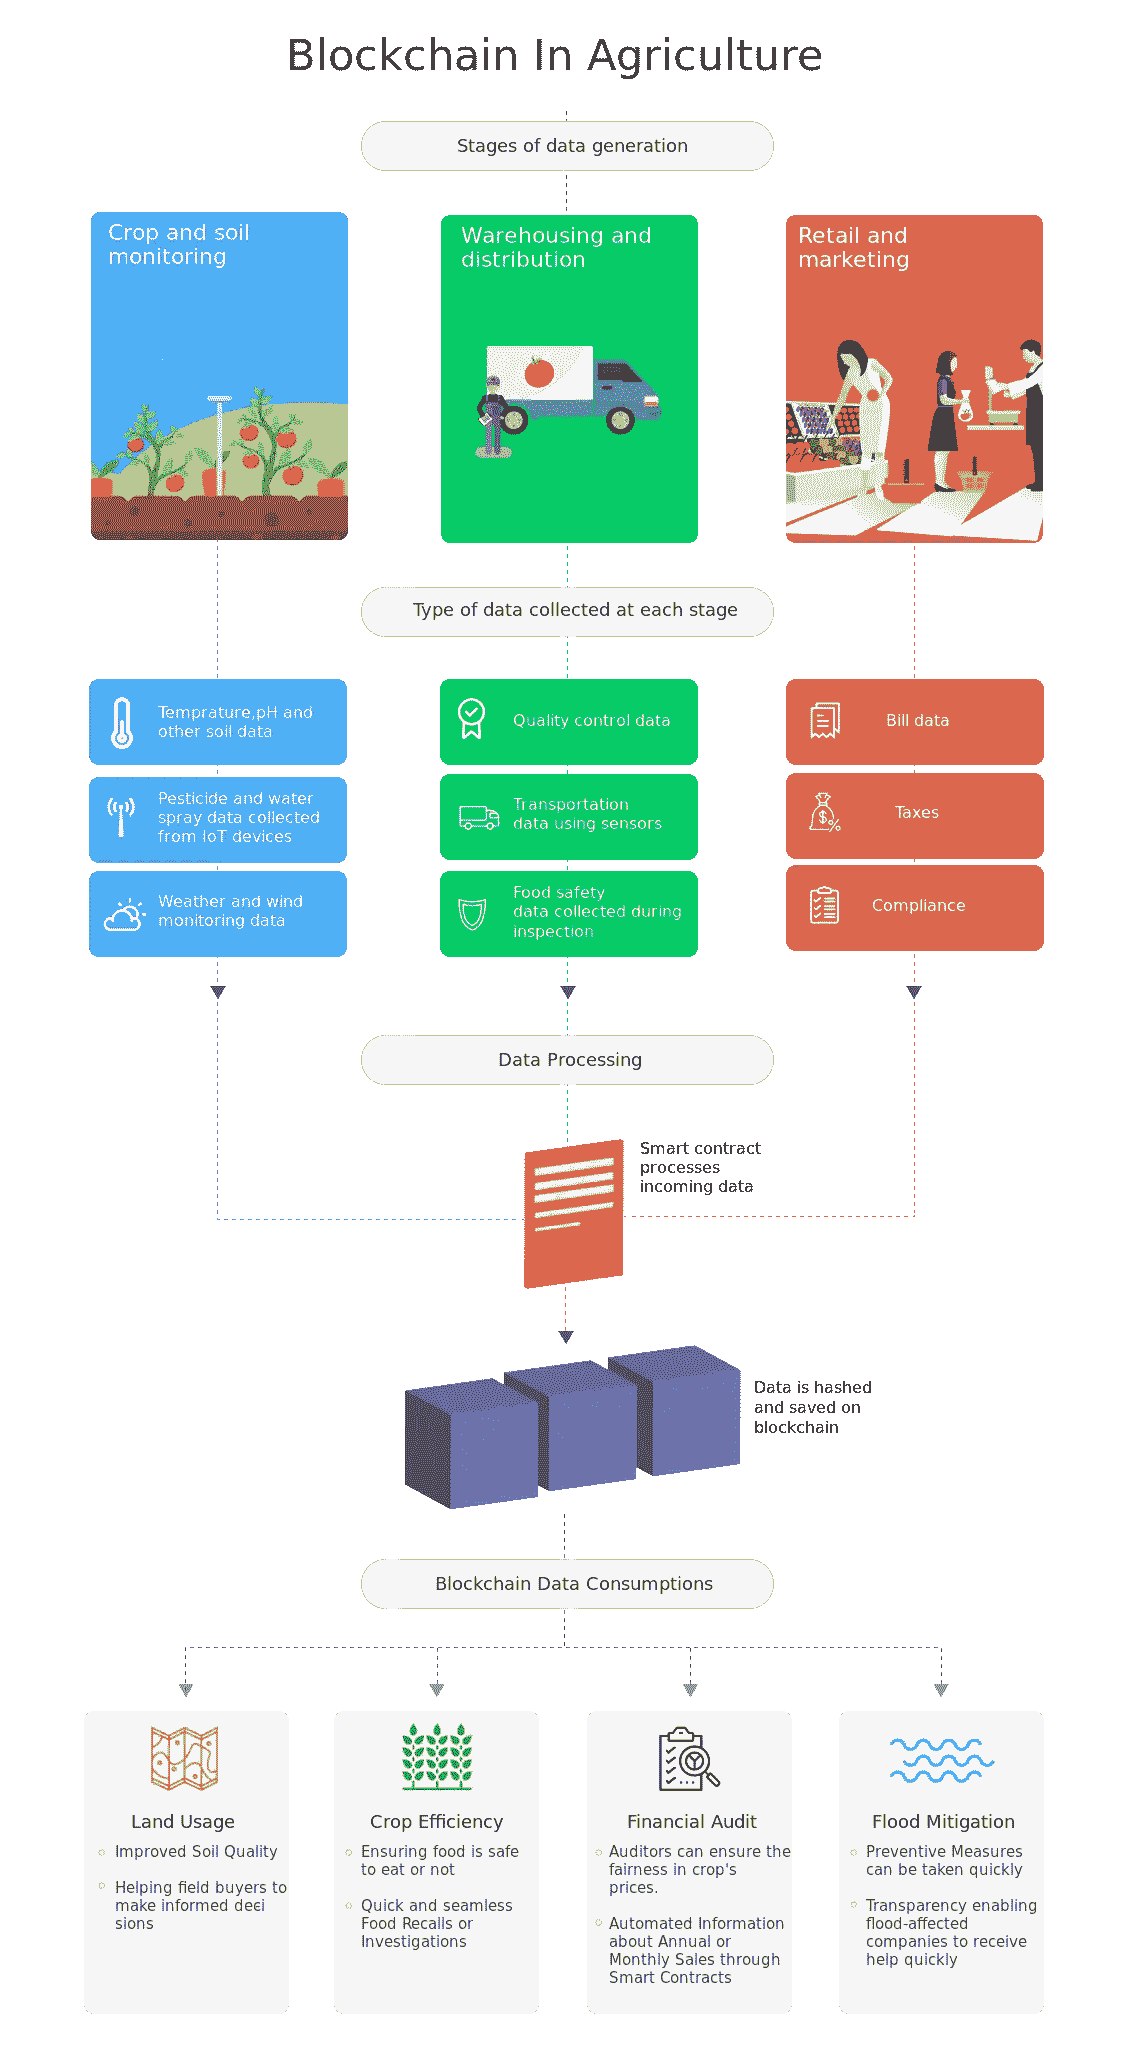 Blockchain In Agriculture
Stages of data generation
Crop and soil
monitoring
Warehousing and
distribution
Retail and
marketing
Type of data collected at each stage
Temprature,pH and
other soil data
Pesticide and water
spray data collected
from IoT devices
Weather and wind
monitoring data
Quality control data
Transportation
data using sensors
Food safety
data collected during
inspection
Bill data
Taxes
Compliance
Data Processing
Smart contract
processes
incoming data
Data is hashed
and saved on
blockchain
Blockchain Data Consumptions
Land Usage
Improved Soil Quality
Helping field buyers to
make informed deci
sions
Crop Efficiency
Ensuring food is safe
to eat or not
Quick and seamless
Food Recalls or
Investigations
Financial Audit
Auditors can ensure the
fairness in crop's
prices.
Automated Information
about Annual or
Monthly Sales through
Smart Contracts
Flood Mitigation
Preventive Measures
can be taken quickly
Transparency enabling
flood-affected
companies to receive
help quickly